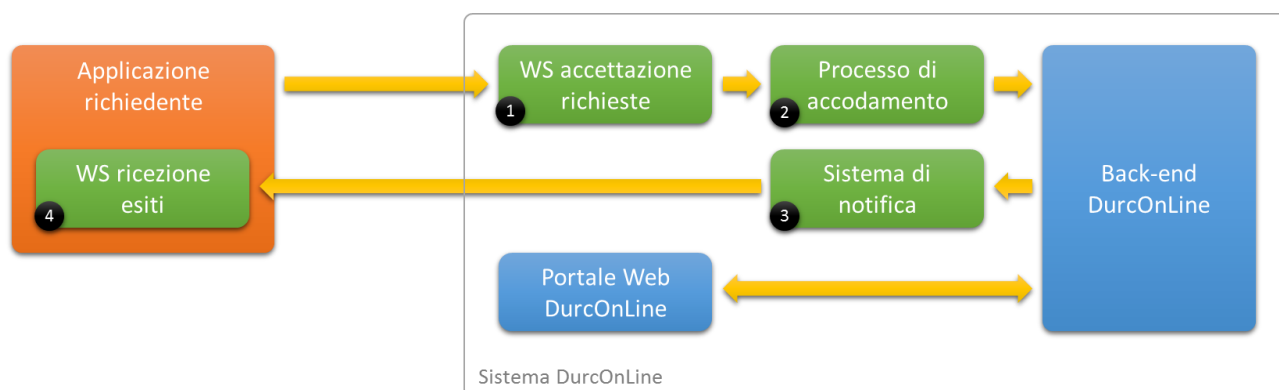 Applicazione
richiedente
WS accettazione
richieste
1
Processo di
accodamento
2
WS ricezione
esiti
4
Sistema di
notifica
3
Back-end
DurcOnLine
Portale Web
DurcOnLine
Sistema DurcOnLine